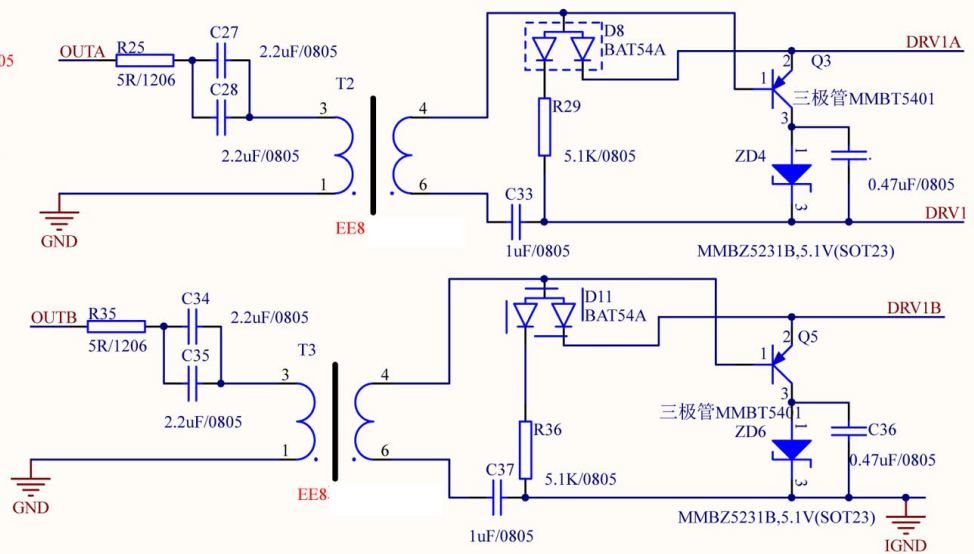 05
OUTA
R25
5R/1206
C27
2.2uF/0805
C28
2.2uF/0805
GND
T2
3
1
4
6
EE8
C33
1uF/0805
D8
BAT54A
R29
5.1K/0805
DRV1A
2
Q3
1
三极管MMBT5401
3
ZD4
1
3
0.47uF/0805
DRV1
MMBZ5231B,5.1V(SOT23)
OUTB
R35
5R/1206
C34
2.2uF/0805
C35
2.2uF/0805
GND
T3
3
1
4
6
EE8
C37
1uF/0805
D11
BAT54A
R36
5.1K/0805
DRV1B
2
Q5
1
3
三极管MMBT5401
ZD6
1
3
C36
0.47uF/0805
MMBZ5231B,5.1V(SOT23)
IGND